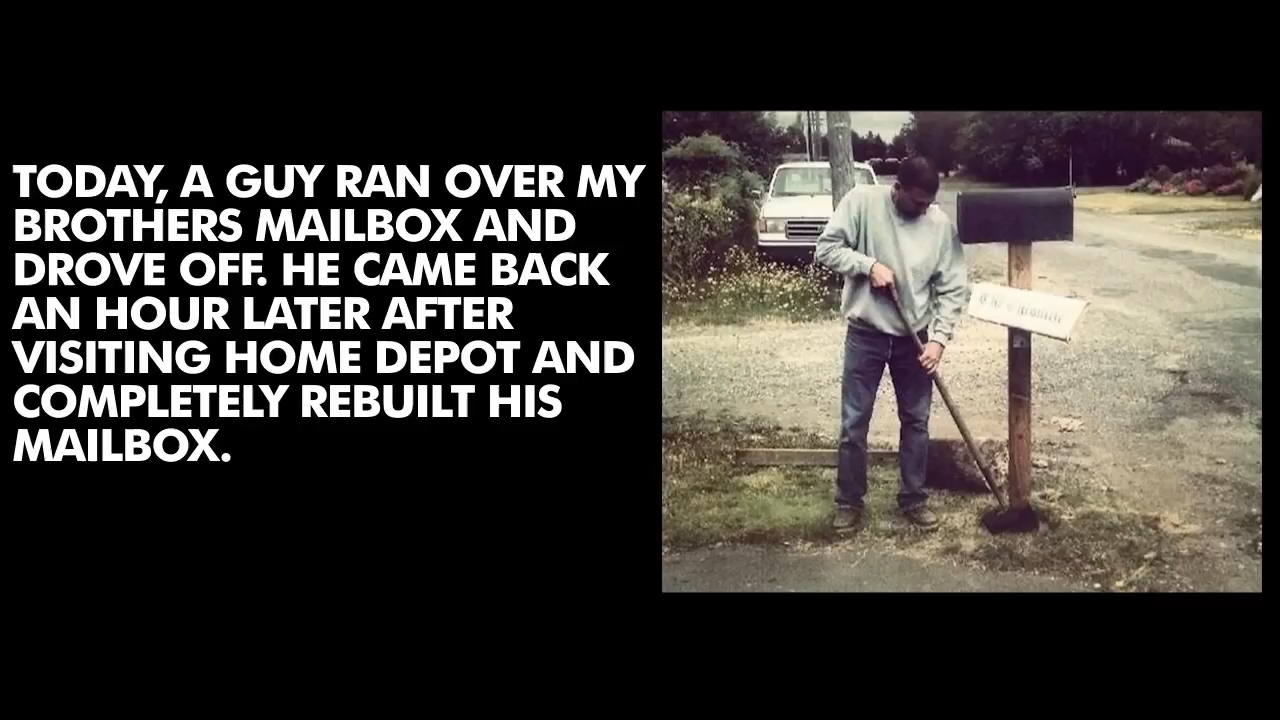 TODAY, A GUY RAN OVER MY
BROTHERS MAILBOX AND
DROVE OFF. HE CAME BACK
AN HOUR LATER AFTER
VISITING HOME DEPOT AND
COMPLETELY REBUILT HIS
MAILBOX.